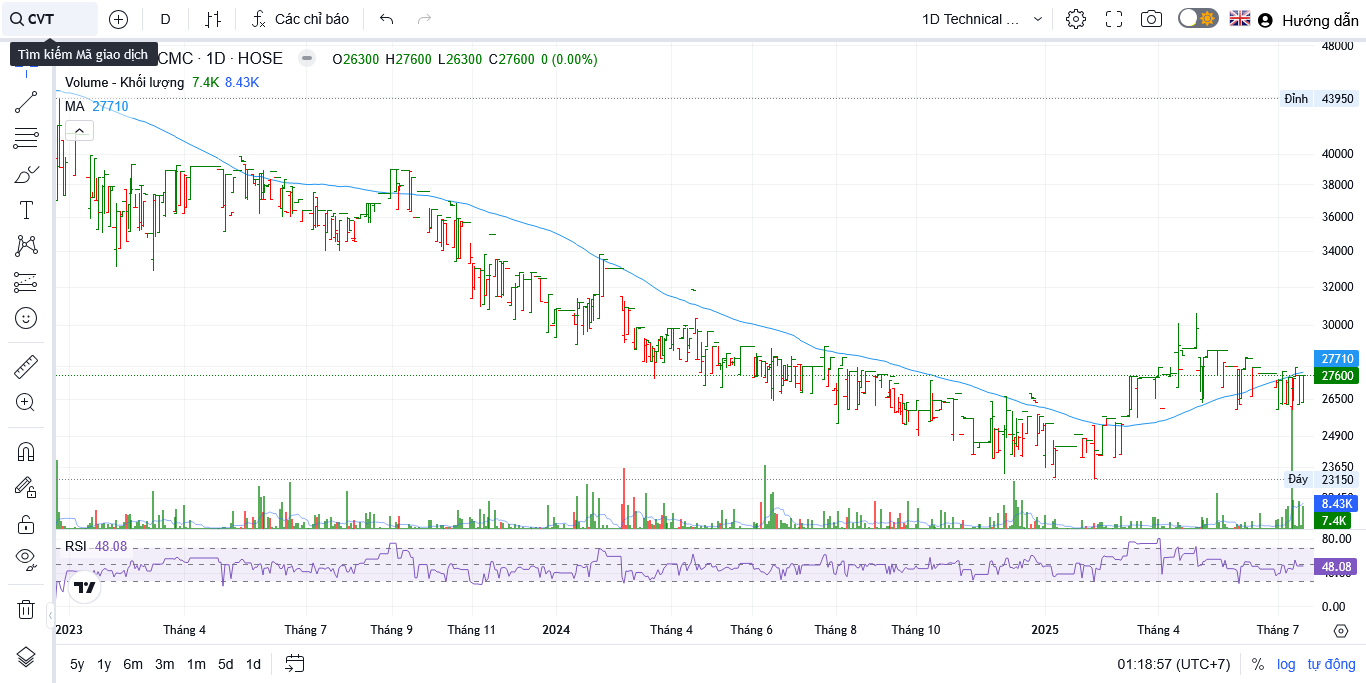 CVT
D
Các chỉ báo
1D Technical ...
Hướng dẫn
Tìm kiếm Mã giao dịch
CMC · 1D · HOSE
O26300 H27600 L26300 C27600 0 (0.00%)
Volume - Khối lượng 7.4K 8.43K
MA 27710
48000
Đỉnh 43950
40000
38000
36000
34000
32000
30000
27710
27600
26500
24900
23650
Đáy 23150
8.43K
7.4K
RSI 48.08
80.00
48.08
0.00
2023
Tháng 4
Tháng 7
Tháng 9
Tháng 11
2024
Tháng 4
Tháng 6
Tháng 8
Tháng 10
2025
Tháng 4
Tháng 7
5y 1y 6m 3m 1m 5d 1d
01:18:57 (UTC+7)
% log tự động